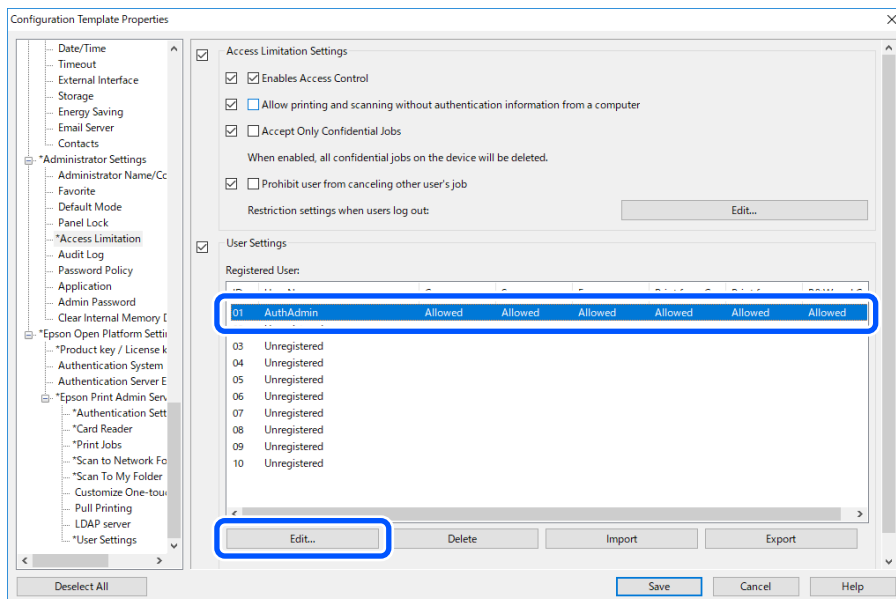 Configuration Template Properties
Date/Time
Timeout
External Interface
Storage
Energy Saving
Email Server
Contacts
*Administrator Settings
Administrator Name/Co
Favorite
Default Mode
Panel Lock
*Access Limitation
Audit Log
Password Policy
Application
Admin Password
Clear Internal Memory D
*Epson Open Platform Settin
*Product key / License k
Authentication System
Authentication Server E
*Epson Print Admin Serv
*Authentication Sett
*Card Reader
*Print Jobs
*Scan to Network Fo
*Scan To My Folder
Customize One-touc
Pull Printing
LDAP server
*User Settings
Deselect All
Access Limitation Settings
Enables Access Control
Allow printing and scanning without authentication information from a computer
Accept Only Confidential Jobs
When enabled, all confidential jobs on the device will be deleted.
Prohibit user from canceling other user's job
Restriction settings when users log out: Edit...
User Settings
Registered User:
01 AuthAdmin Allowed Allowed Allowed Allowed Allowed Allowed
03 Unregistered
04 Unregistered
05 Unregistered
06 Unregistered
07 Unregistered
08 Unregistered
09 Unregistered
10 Unregistered
Edit... Delete Import Export
Save Cancel Help